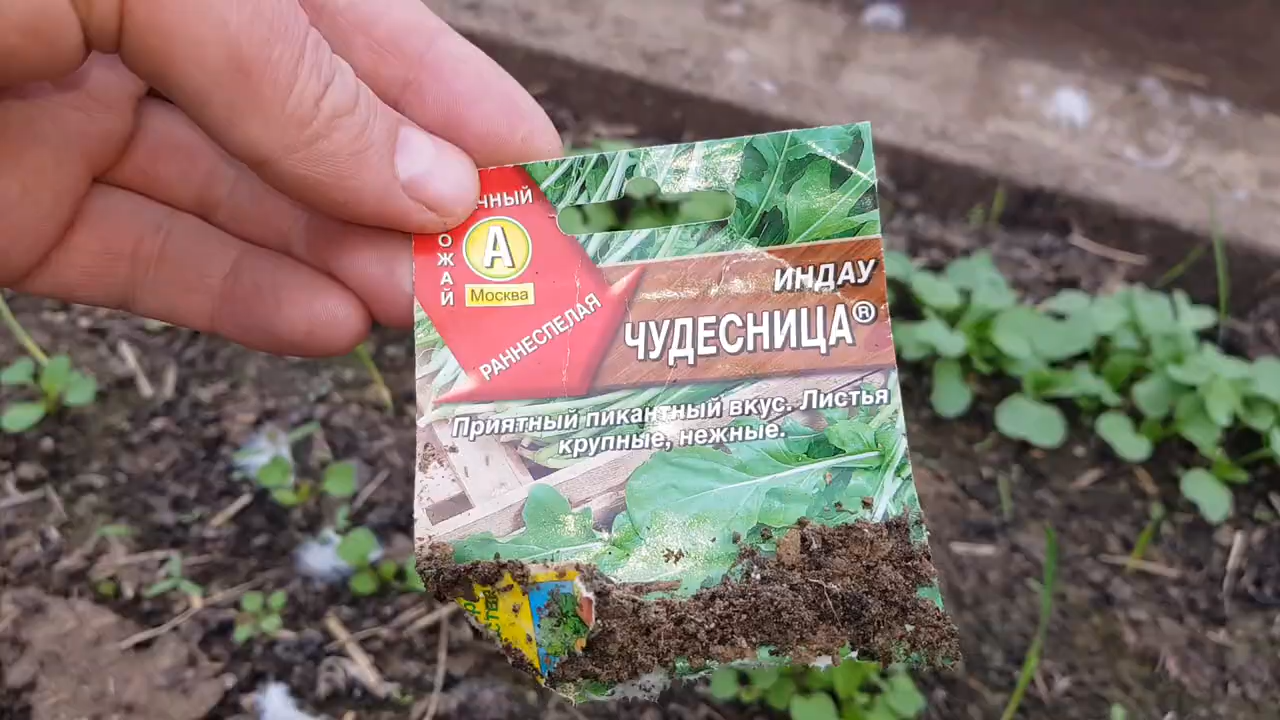 ЧНЫЙ
ОЖАЙ
А
Москва
РАННЕСПЕЛАЯ
ИНДАУ
ЧУДЕСНИЦА®
Приятный пикантный вкус. Листья
крупные, нежные.